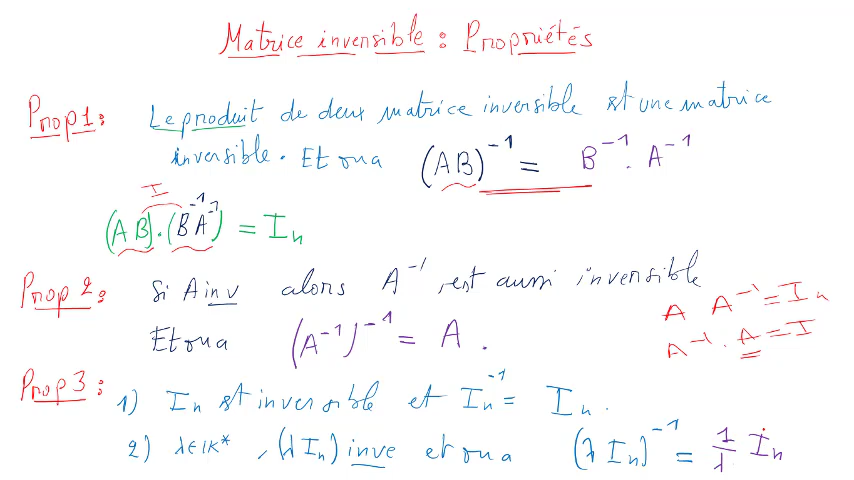 Matrice inversible : Propriétés
Prop 1 : Le produit de deux matrice inversible est une matrice
inversible. Et on a (AB)⁻¹ = B⁻¹ . A⁻¹
I
(AB).(B⁻¹A⁻¹) = Iₙ
Prop 2 : Si A inv alors A⁻¹ est aussi inversible
A A⁻¹ = Iₙ
Et on a (A⁻¹)⁻¹ = A .
A⁻¹ . A = I
Prop 3 : 1) Iₙ est inversible et Iₙ⁻¹ = Iₙ .
2) λ∈IK* , (λ Iₙ) inve et on a (λ Iₙ)⁻¹ = 1/λ Iₙ